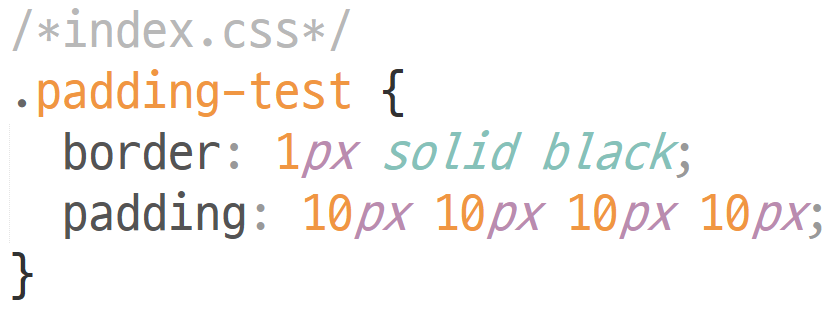 /*index.css*/
.padding-test {
  border: 1px solid black;
  padding: 10px 10px 10px 10px;
}